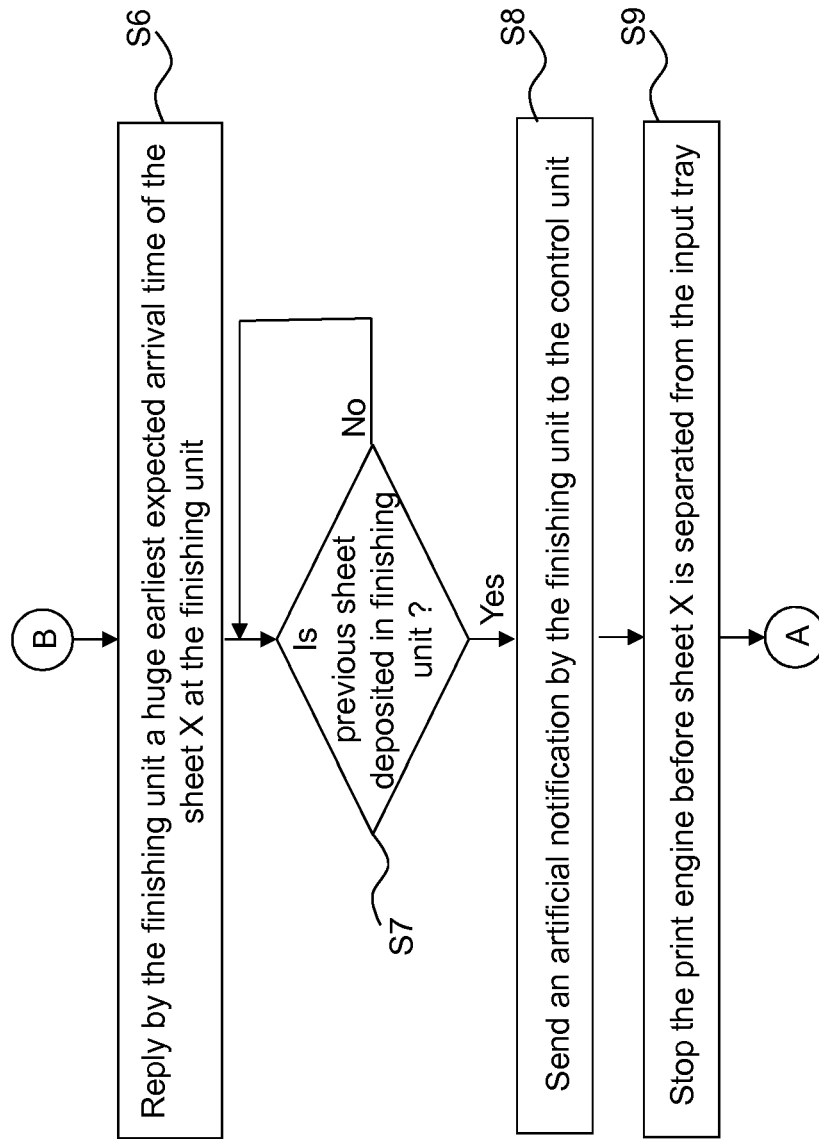 B
S6
Reply by the finishing unit a huge earliest expected arrival time of the
sheet X at the finishing unit
S7
Is
previous sheet
deposited in finishing
unit ?
No
Yes
S8
Send an artificial notification by the finishing unit to the control unit
S9
Stop the print engine before sheet X is separated from the input tray
A